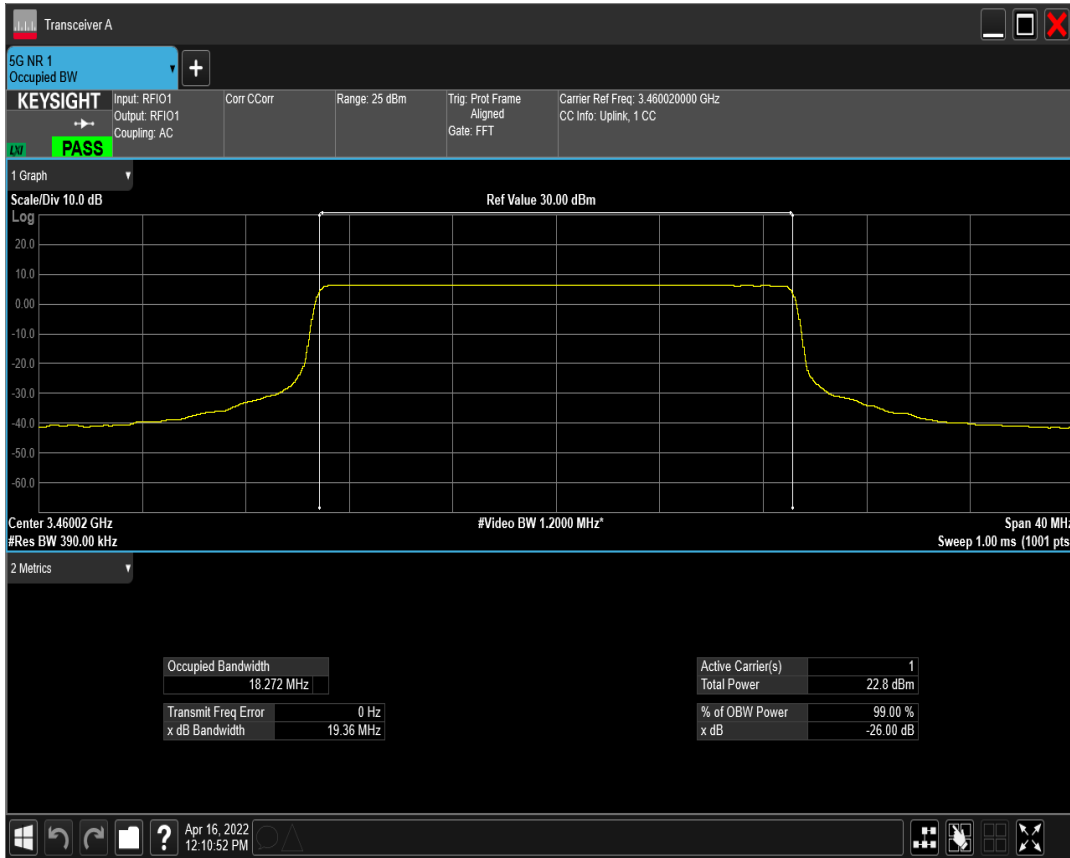 Transceiver A
5G NR 1
Occupied BW
+
KEYSIGHT
LXI
PASS
Input: RFIO1
Output: RFIO1
Coupling: AC
Corr CCorr
Range: 25 dBm
Trig: Prot Frame
Aligned
Gate: FFT
Carrier Ref Freq: 3.460020000 GHz
CC Info: Uplink, 1 CC
1 Graph
Scale/Div 10.0 dB
Ref Value 30.00 dBm
Log
20.0
10.0
0.00
-10.0
-20.0
-30.0
-40.0
-50.0
-60.0
Center 3.46002 GHz
#Video BW 1.2000 MHz*
Span 40 MHz
#Res BW 390.00 kHz
Sweep 1.00 ms (1001 pts
2 Metrics
Occupied Bandwidth
18.272 MHz
Transmit Freq Error 0 Hz
x dB Bandwidth 19.36 MHz
Active Carrier(s) 1
Total Power 22.8 dBm
% of OBW Power 99.00 %
x dB -26.00 dB
?
Apr 16, 2022
12:10:52 PM